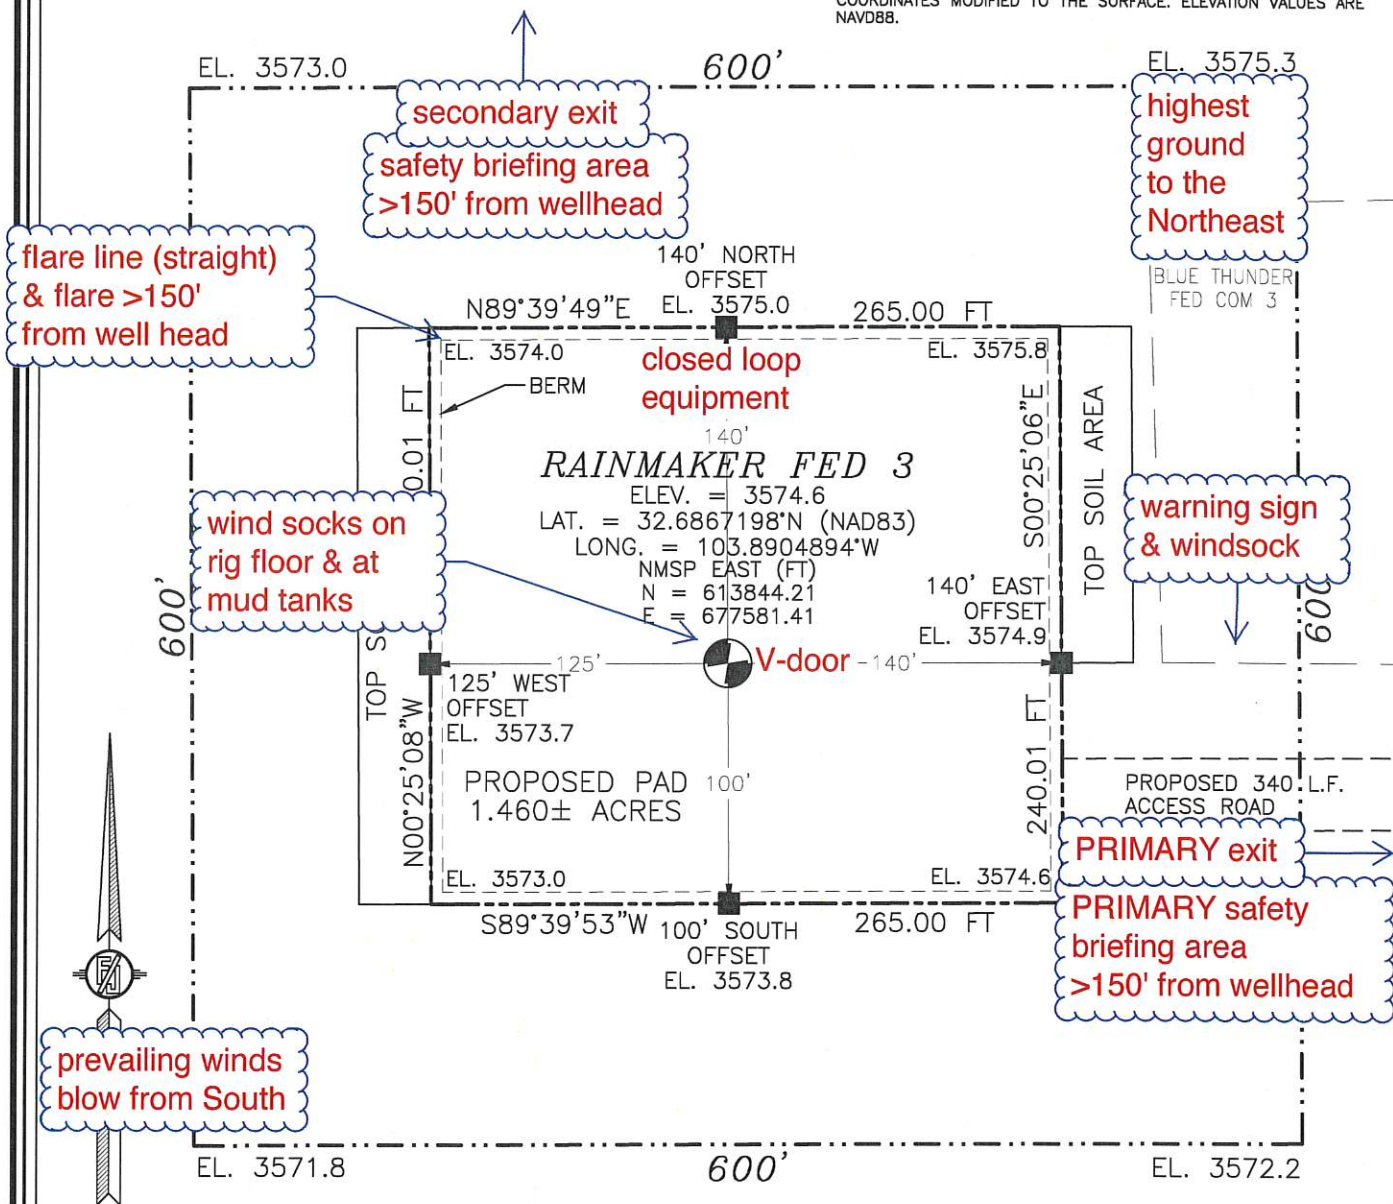 NAVD88.
EL. 3573.0
600'
EL. 3575.3
secondary exit
safety briefing area
>150' from wellhead
highest
ground
to the
Northeast
flare line (straight)
& flare >150'
from well head
140' NORTH
OFFSET
EL. 3575.0
N89°39'49"E
265.00 FT
BLUE THUNDER
FED COM 3
EL. 3574.0
EL. 3575.8
closed loop
equipment
BERM
140'
0.01 FT
S00°25'06"E
TOP SOIL AREA
RAINMAKER FED 3
ELEV. = 3574.6
LAT. = 32.6867198°N (NAD83)
LONG. = 103.8904894°W
NMSP EAST (FT)
N = 613844.21
E = 677581.41
wind socks on
rig floor & at
mud tanks
warning sign
& windsock
600'
600'
140' EAST
OFFSET
EL. 3574.9
TOP S
125'
V-door
140'
125' WEST
OFFSET
EL. 3573.7
N00°25'08"W
240.01 FT
PROPOSED PAD
1.460± ACRES
100'
PROPOSED 340 L.F.
ACCESS ROAD
PRIMARY exit
EL. 3573.0
EL. 3574.6
PRIMARY safety
briefing area
>150' from wellhead
S89°39'53"W
100' SOUTH
OFFSET
EL. 3573.8
265.00 FT
prevailing winds
blow from South
EL. 3571.8
600'
EL. 3572.2